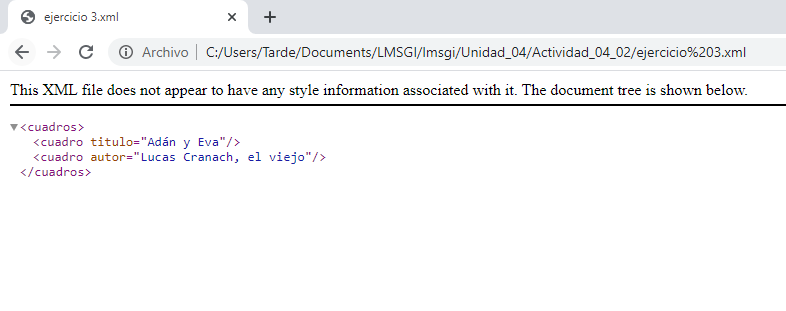 ejercicio 3.xml
Archivo C:/Users/Tarde/Documents/LMSGI/lmsgi/Unidad_04/Actividad_04_02/ejercicio%203.xml
This XML file does not appear to have any style information associated with it. The document tree is shown below.
<cuadros>
<cuadro titulo="Adán y Eva"/>
<cuadro autor="Lucas Cranach, el viejo"/>
</cuadros>